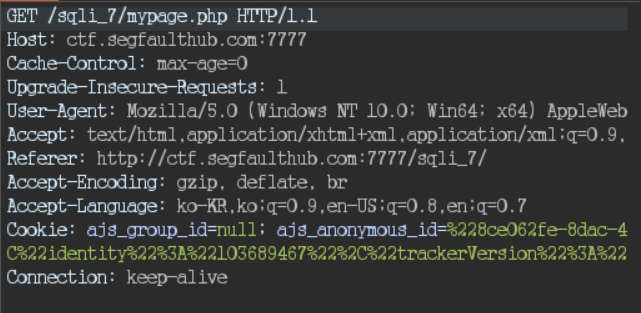 GET /sqli_7/mypage.php HTTP/1.1
Host: ctf.segfaulthub.com:7777
Cache-Control: max-age=0
Upgrade-Insecure-Requests: 1
User-Agent: Mozilla/5.0 (Windows NT 10.0; Win64; x64) AppleWeb
Accept: text/html,application/xhtml+xml,application/xml;q=0.9,
Referer: http://ctf.segfaulthub.com:7777/sqli_7/
Accept-Encoding: gzip, deflate, br
Accept-Language: ko-KR,ko;q=0.9,en-US;q=0.8,en;q=0.7
Cookie: ajs_group_id=null; ajs_anonymous_id=%228ce062fe-8dac-4
C%22identity%22%3A%22103689467%22%2C%22trackerVersion%22%3A%22
Connection: keep-alive